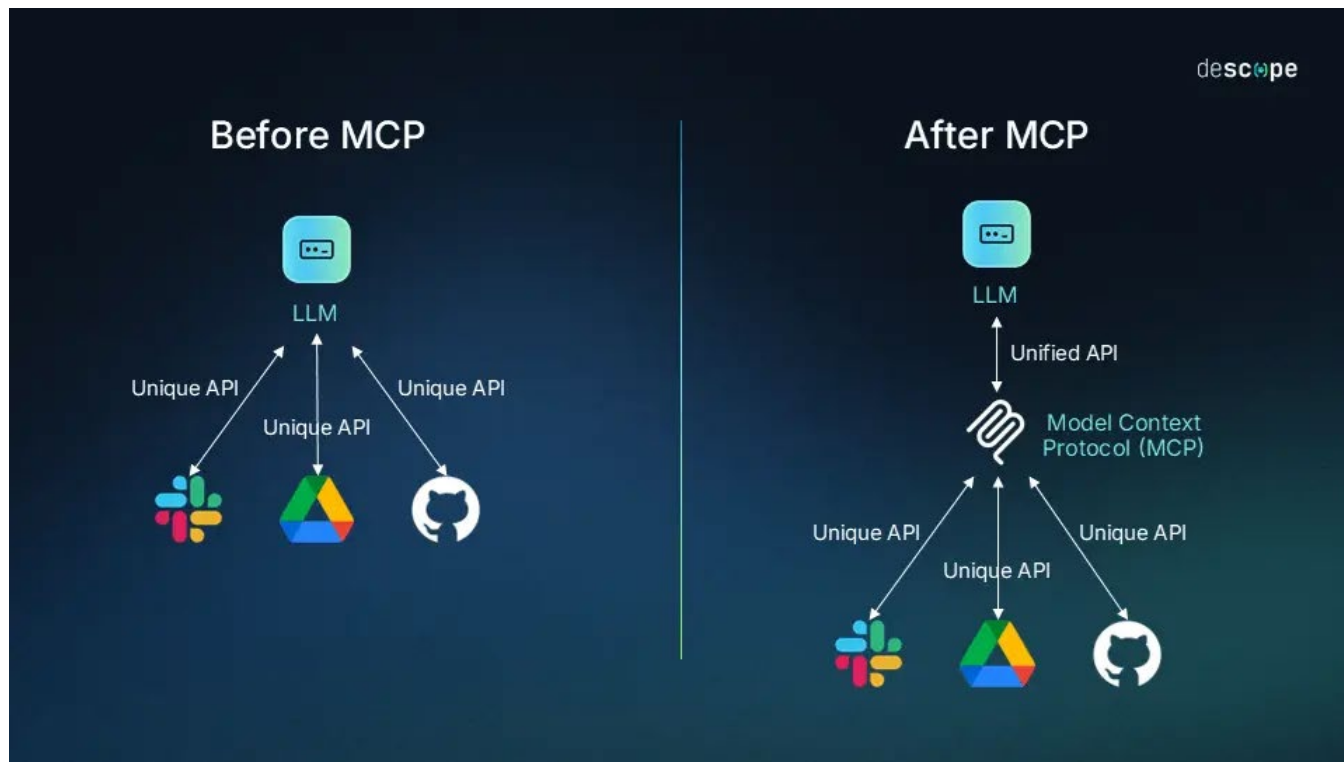 descope
Before MCP
After MCP
LLM
Unique API
Unique API
Unique API
LLM
Unified API
Model Context
Protocol (MCP)
Unique API
Unique API
Unique API